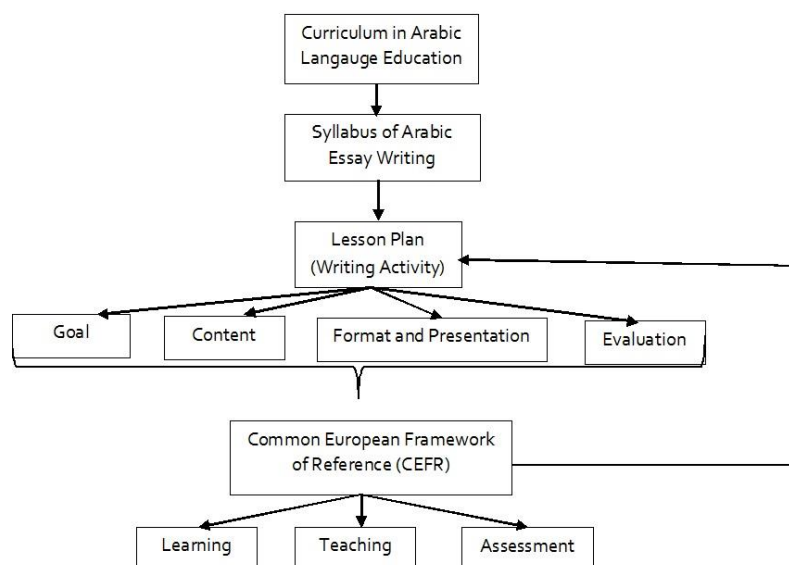 Curriculum in Arabic
Langauge Education
Syllabus of Arabic
Essay Writing
Lesson Plan
(Writing Activity)
Goal
Content
Format and Presentation
Evaluation
Common European Framework
of Reference (CEFR)
Learning
Teaching
Assessment